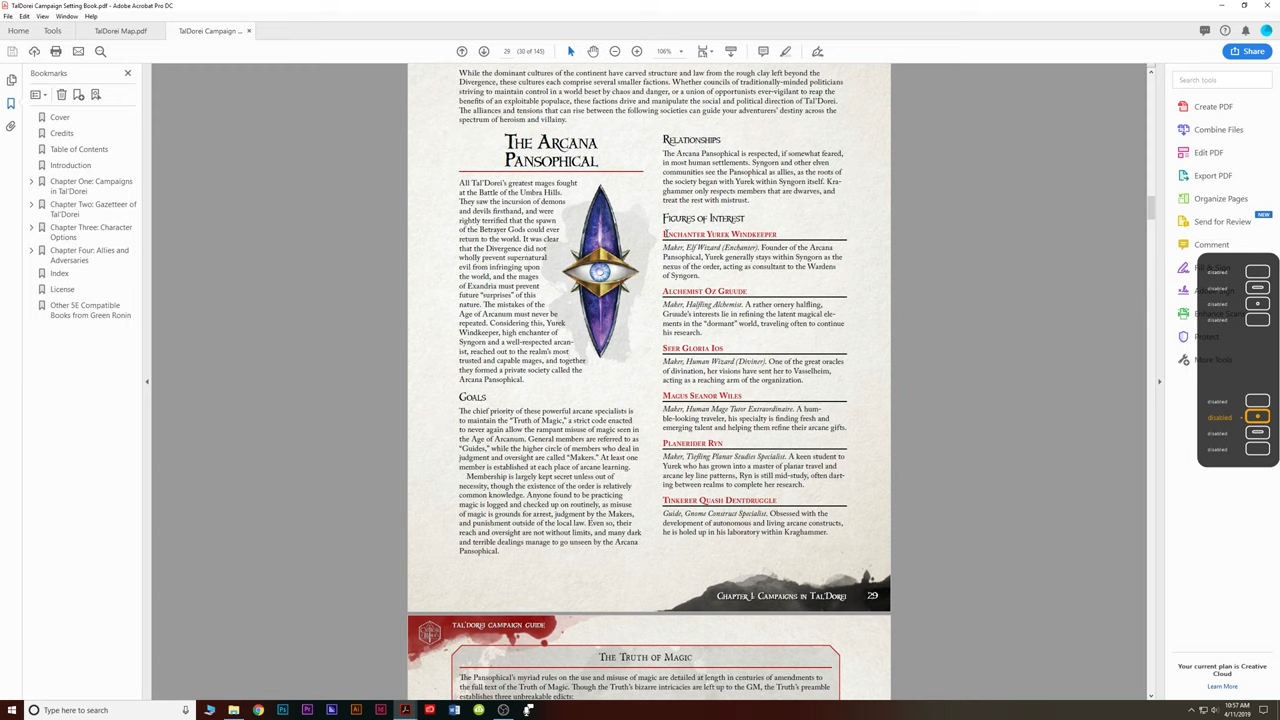 TalDorei Campaign Setting Book.pdf - Adobe Acrobat Pro DC
File Edit View Window Help
Home Tools TalDorei Map.pdf TalDorei Campaign ... ×
29 (30 of 145) 106% Share
Bookmarks
Cover
Credits
Table of Contents
Introduction
Chapter One: Campaigns
in Tal'Dorei
Chapter Two: Gazetteer of
Tal'Dorei
Chapter Three: Character
Options
Chapter Four: Allies and
Adversaries
Index
License
Other 5E Compatible
Books from Green Ronin
While the dominant cultures of the continent have carved structure and law from the rough clay left beyond the
Divergence, these cultures each comprise several smaller factions. Whether councils of traditionally-minded politicians
striving to maintain control in a world beset by chaos and danger, or a union of opportunists ever-vigilant to reap the
benefits of an exploitable populace, these factions drive and manipulate the social and political direction of Tal'Dorei.
The alliances and tensions that can rise between the following societies can guide your adventurers' destiny across the
spectrum of heroism and villainy.
The Arcana
Pansophical
All Tal'Dorei's greatest mages fought
at the Battle of the Umbra Hills.
They saw the incursion of demons
and devils firsthand, and were
rightly terrified that the spawn
of the Betrayer Gods could ever
return to the world. It was clear
that the Divergence did not
wholly prevent supernatural
evil from infringing upon
the world, and the mages
of Exandria must prevent
future "surprises" of this
nature. The mistakes of the
Age of Arcanum must never be
repeated. Considering this, Yurek
Windkeeper, high enchanter of
Syngorn and a well-respected arcan-
ist, reached out to the realm's most
trusted and capable mages, and together
they formed a private society called the
Arcana Pansophical.
Goals
The chief priority of these powerful arcane specialists is
to maintain the "Truth of Magic," a strict code enacted
to never again allow the rampant misuse of magic seen in
the Age of Arcanum. General members are referred to as
"Guides," while the higher circle of members who deal in
judgment and oversight are called "Makers." At least one
member is established at each place of arcane learning.
Membership is largely kept secret unless out of
necessity, though the existence of the order is relatively
common knowledge. Anyone found to be practicing
magic is logged and checked up on routinely, as misuse
of magic is grounds for arrest, judgment by the Makers,
and punishment outside of the local law. Even so, their
reach and oversight are not without limits, and many dark
and terrible dealings manage to go unseen by the Arcana
Pansophical.
Relationships
The Arcana Pansophical is respected, if somewhat feared,
in most human settlements. Syngorn and other elven
communities see the Pansophical as allies, as the roots of
the society began with Yurek within Syngorn itself. Kra-
ghammer only respects members that are dwarves, and
treat the rest with mistrust.
Figures of Interest
Enchanter Yurek Windkeeper
Maker, Elf Wizard (Enchanter). Founder of the Arcana
Pansophical, Yurek generally stays within Syngorn as the
nexus of the order, acting as consultant to the Wardens
of Syngorn.
Alchemist Oz Gruude
Maker, Halfling Alchemist. A rather ornery halfling,
Gruude's interests lie in refining the latent magical ele-
ments in the "dormant" world, traveling often to continue
his research.
Seer Gloria Ios
Maker, Human Wizard (Diviner). One of the great oracles
of divination, her visions have sent her to Vasselheim,
acting as a reaching arm of the organization.
Magus Seanor Wiles
Maker, Human Mage Tutor Extraordinaire. A hum-
ble-looking traveler, his specialty is finding fresh and
emerging talent and helping them refine their arcane gifts.
Planerider Ryn
Maker, Tiefling Planar Studies Specialist. A keen student to
Yurek who has grown into a master of planar travel and
arcane ley line patterns, Ryn is still mid-study, often dart-
ing between realms to complete her research.
Tinkerer Quash Dentdruggle
Guide, Gnome Construct Specialist. Obsessed with the
development of autonomous and living arcane constructs,
he is holed up in his laboratory within Kraghammer.
Chapter I: Campaigns in Tal'Dorei 29
Tal'Dorei Campaign Guide
The Truth of Magic
The Pansophical's myriad rules on the use and misuse of magic are detailed at length in centuries of amendments to
the full text of the Truth of Magic. Though the Truth's bizarre intricacies are left up to the GM, the Truth's preamble
establishes three unbreakable edicts:
Search tools
Create PDF
Combine Files
Edit PDF
Export PDF
Organize Pages
NEW
Send for Review
Comment
Protect
More Tools
disabled
disabled
disabled
disabled
disabled
disabled
disabled
disabled
Your current plan is Creative
Cloud
Learn More
Type here to search
10:57 AM
4/11/2019